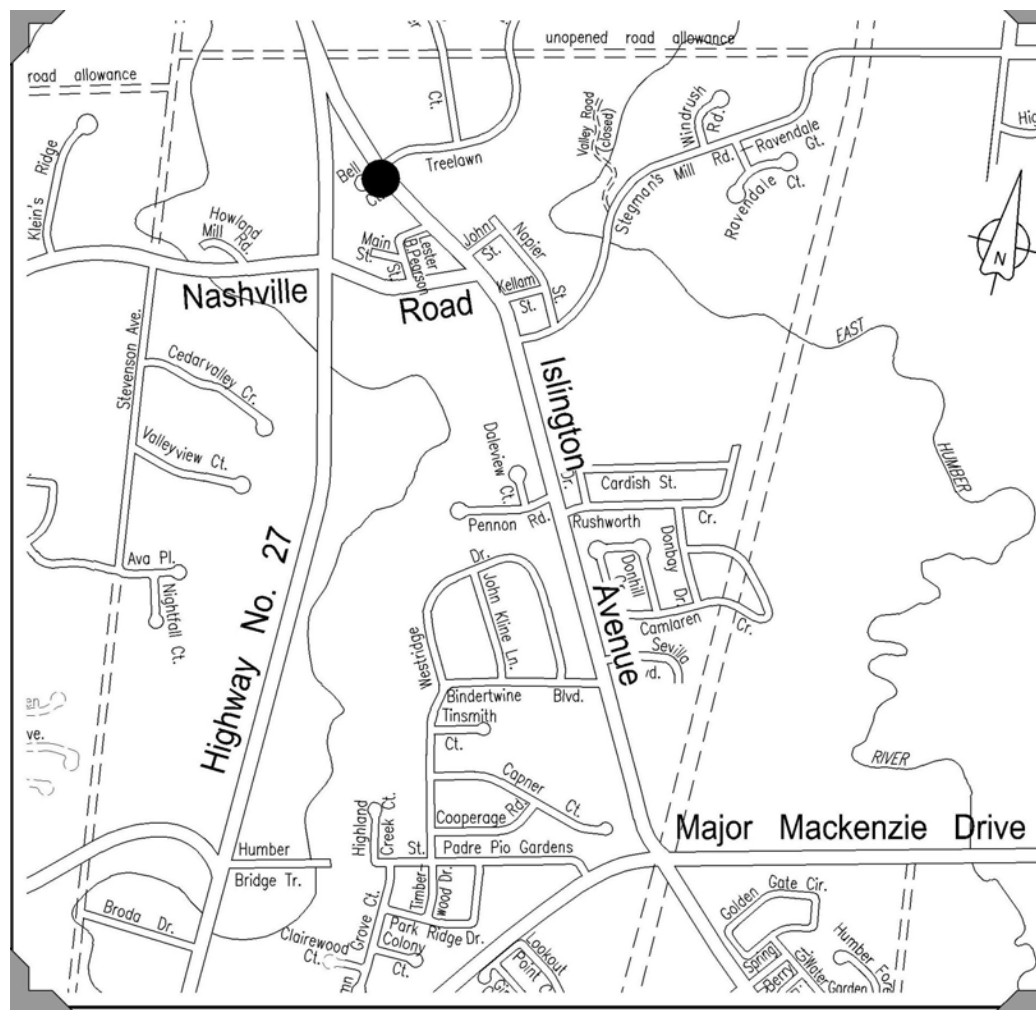 unopened road allowance
road allowance
Ct.
Treelawn
Bell
Valley Road
(closed)
Windrush
Rd.
Ravendale
Gt.
Rd.
Stegman's Mill
Ravendale
Ct.
Klein's Ridge
Howland
Mill Rd.
Main
St.
Lester
B.Pearson
St.
John
St.
Napier
St.
Kellam
St.
N
Nashville Road
EAST
HUMBER
RIVER
Stevenson Ave.
Cedarvalley Cr.
Valleyview Ct.
Islington
Avenue
Daleview
Ct.
Pennon Rd.
Dr.
Cardish St.
Rushworth
Cr.
Donbay
Dr.
Donhill
Camlaren
Cr.
Sevilla
Ava Pl.
Nightfall Ct.
Highway No. 27
Dr.
John Kline Ln.
Westridge
Bindertwine Blvd.
Tinsmith
Ct.
Capner
Ct.
Cooperage Rd.
Highland
Creek Ct.
St.
Padre Pio Gardens
Major Mackenzie Drive
Humber
Bridge Tr.
Timber-
wood Dr.
Broda Dr.
Grove Ct.
Park Ridge Dr.
Clairewood
Ct.
Colony
Ct.
Lookout
Point
Golden Gate Cir.
Spring
Berry
Water
Garden
Humber